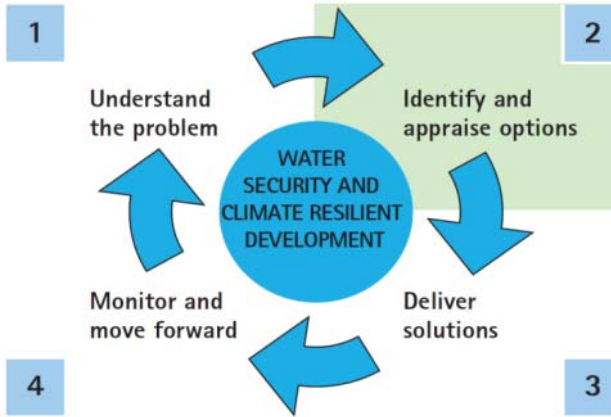 1
2
Understand
the problem
Identify and
appraise options
WATER
SECURITY AND
CLIMATE RESILIENT
DEVELOPMENT
Monitor and
move forward
Deliver
solutions
4
3